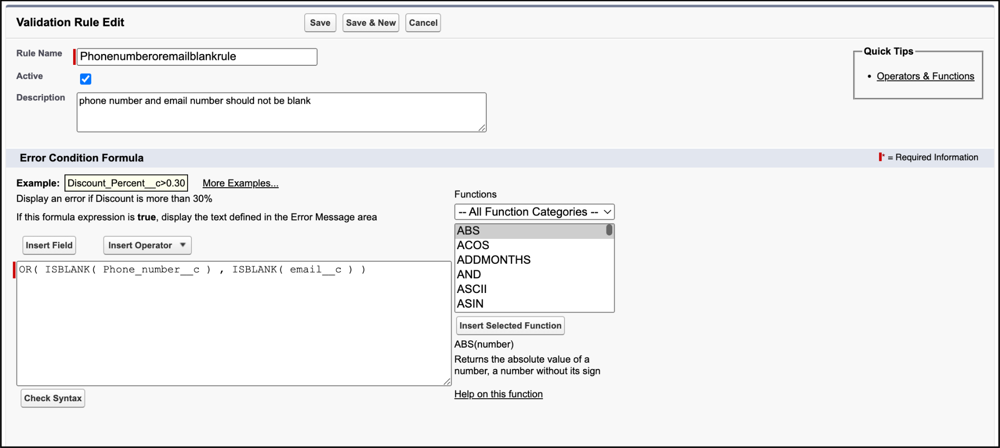 Validation Rule Edit
Save
Save & New
Cancel
Rule Name
Phonenumberoremailblankrule
Active
Description
phone number and email number should not be blank
Quick Tips
• Operators & Functions
Error Condition Formula
* = Required Information
Example:
Discount_Percent__c>0.30
More Examples...
Display an error if Discount is more than 30%
If this formula expression is true, display the text defined in the Error Message area
Insert Field
Insert Operator
OR( ISBLANK( Phone_number__c ) , ISBLANK( email__c ) )
Check Syntax
Functions
-- All Function Categories --
ABS
ACOS
ADDMONTHS
AND
ASCII
ASIN
Insert Selected Function
ABS(number)
Returns the absolute value of a
number, a number without its sign
Help on this function